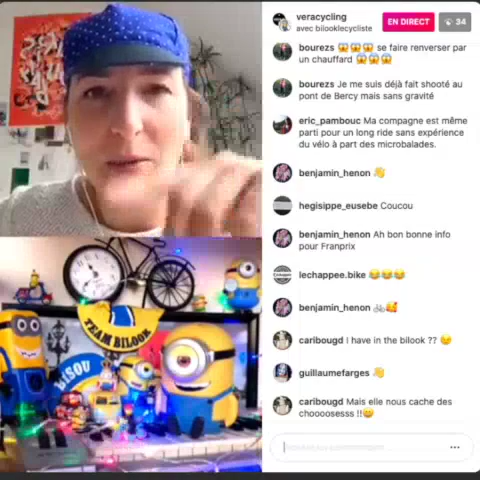 veracycling
avec bilooklecycliste
EN DIRECT
34
bourezs 😱😱😱 se faire renverser par
un chauffard 😱😱😱
bourezs Je me suis déjà fait shooté au
pont de Bercy mais sans gravité
eric_pambouc Ma compagne est même
parti pour un long ride sans expérience
du vélo à part des microbalades.
benjamin_henon 👋
hegisippe_eusebe Coucou
benjamin_henon Ah bon bonne info
pour Franprix
lechappee.bike 😂😂😂
benjamin_henon 🚲🥰
caribougd I have in the bilook ?? 😉
guillaumefarges 👋
caribougd Mais elle nous cache des
choooosesss !!😀
TEAM BILOOK
BISOU